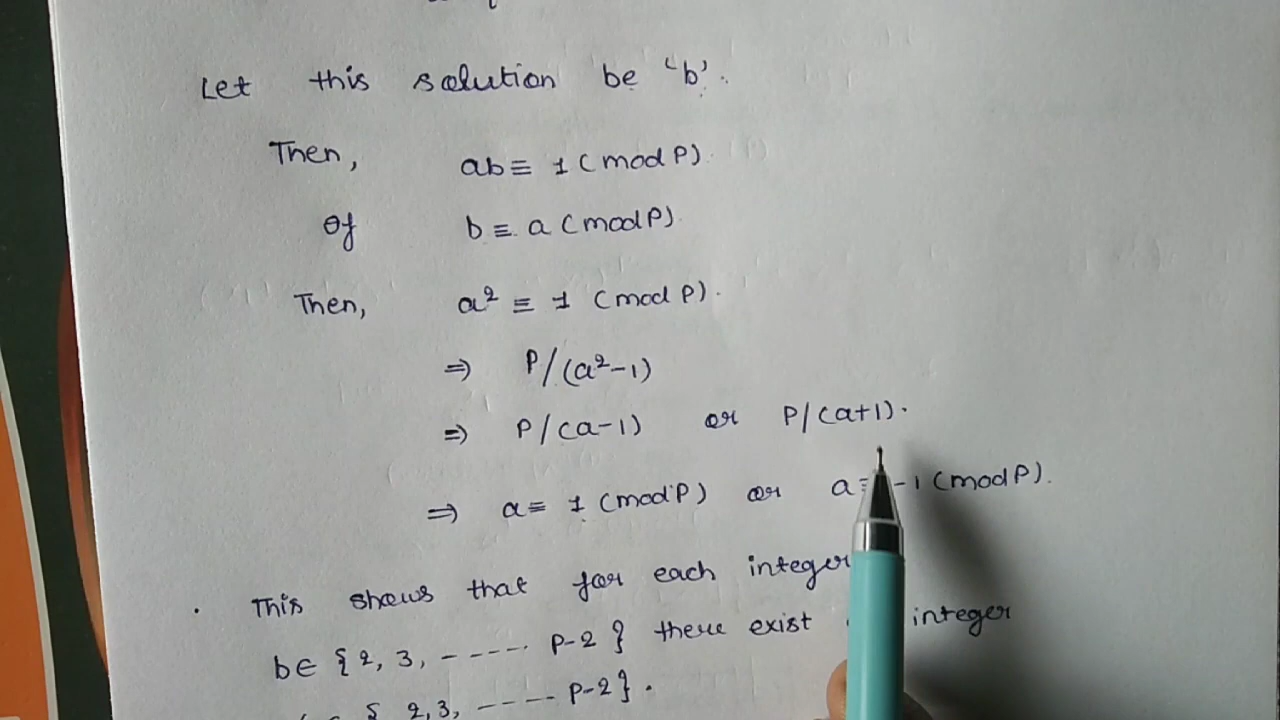 Let this solution be 'b'.
Then, ab ≡ 1 (mod P).
If b ≡ a (mod P).
Then, a² ≡ 1 (mod P).
⇒ P/(a²-1)
⇒ P/(a-1) or P/(a+1).
⇒ a ≡ 1 (mod P) or a ≡ -1 (mod P).
. This shows that for each integer
b∈ {2, 3, ----- P-2} there exist integer
2,3, ----- P-2}.